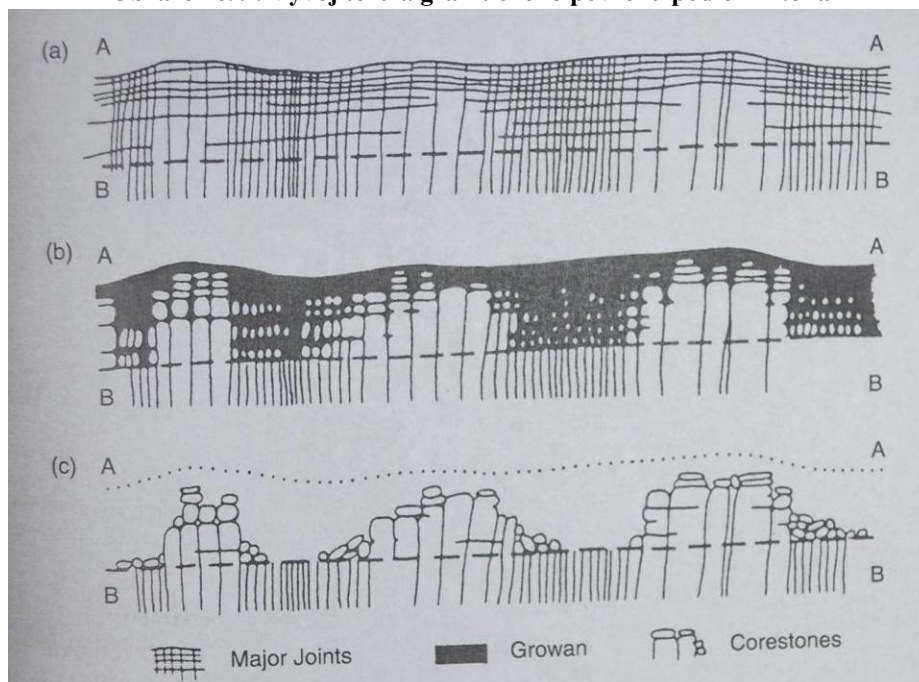 (a) A A
B B
(b) A A
B B
(c) A A
B B
Major Joints Growan Corestones